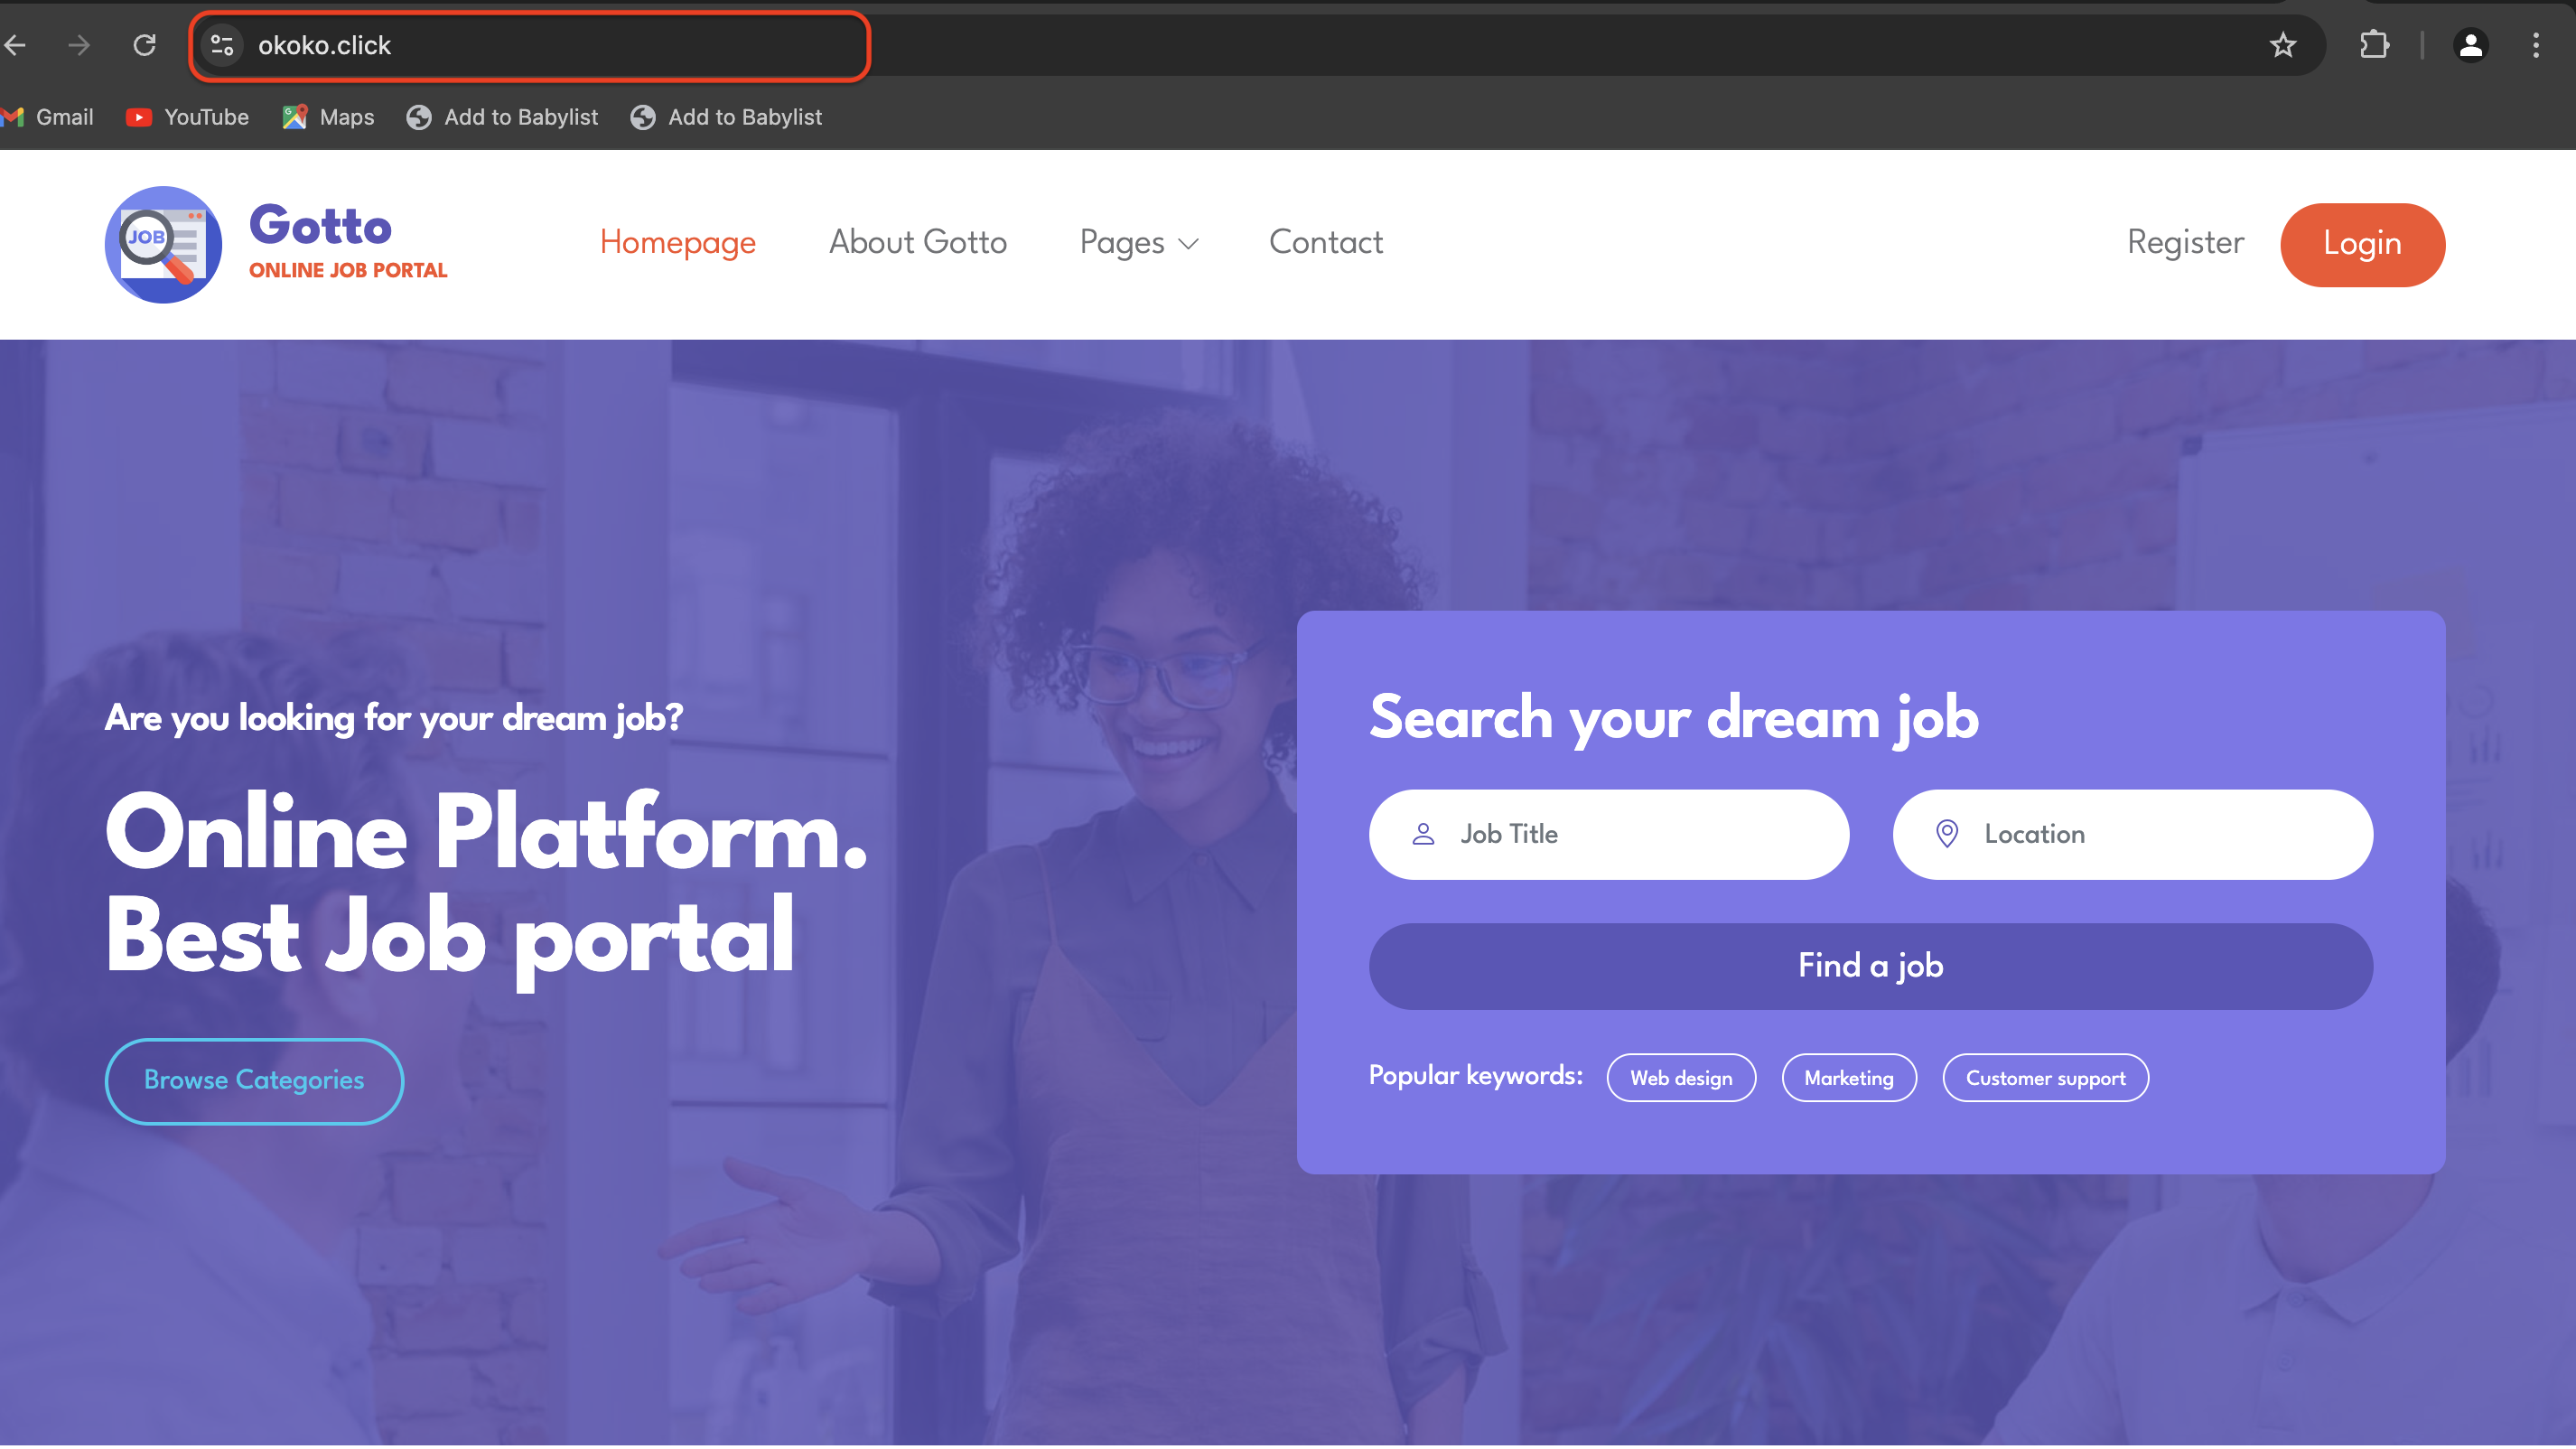 okoko.click
Gmail YouTube Maps Add to Babylist Add to Babylist
JOB
Gotto
ONLINE JOB PORTAL
Homepage About Gotto Pages Contact Register Login
Are you looking for your dream job?
Online Platform.
Best Job portal
Browse Categories
Search your dream job
Job Title Location
Find a job
Popular keywords: Web design Marketing Customer support